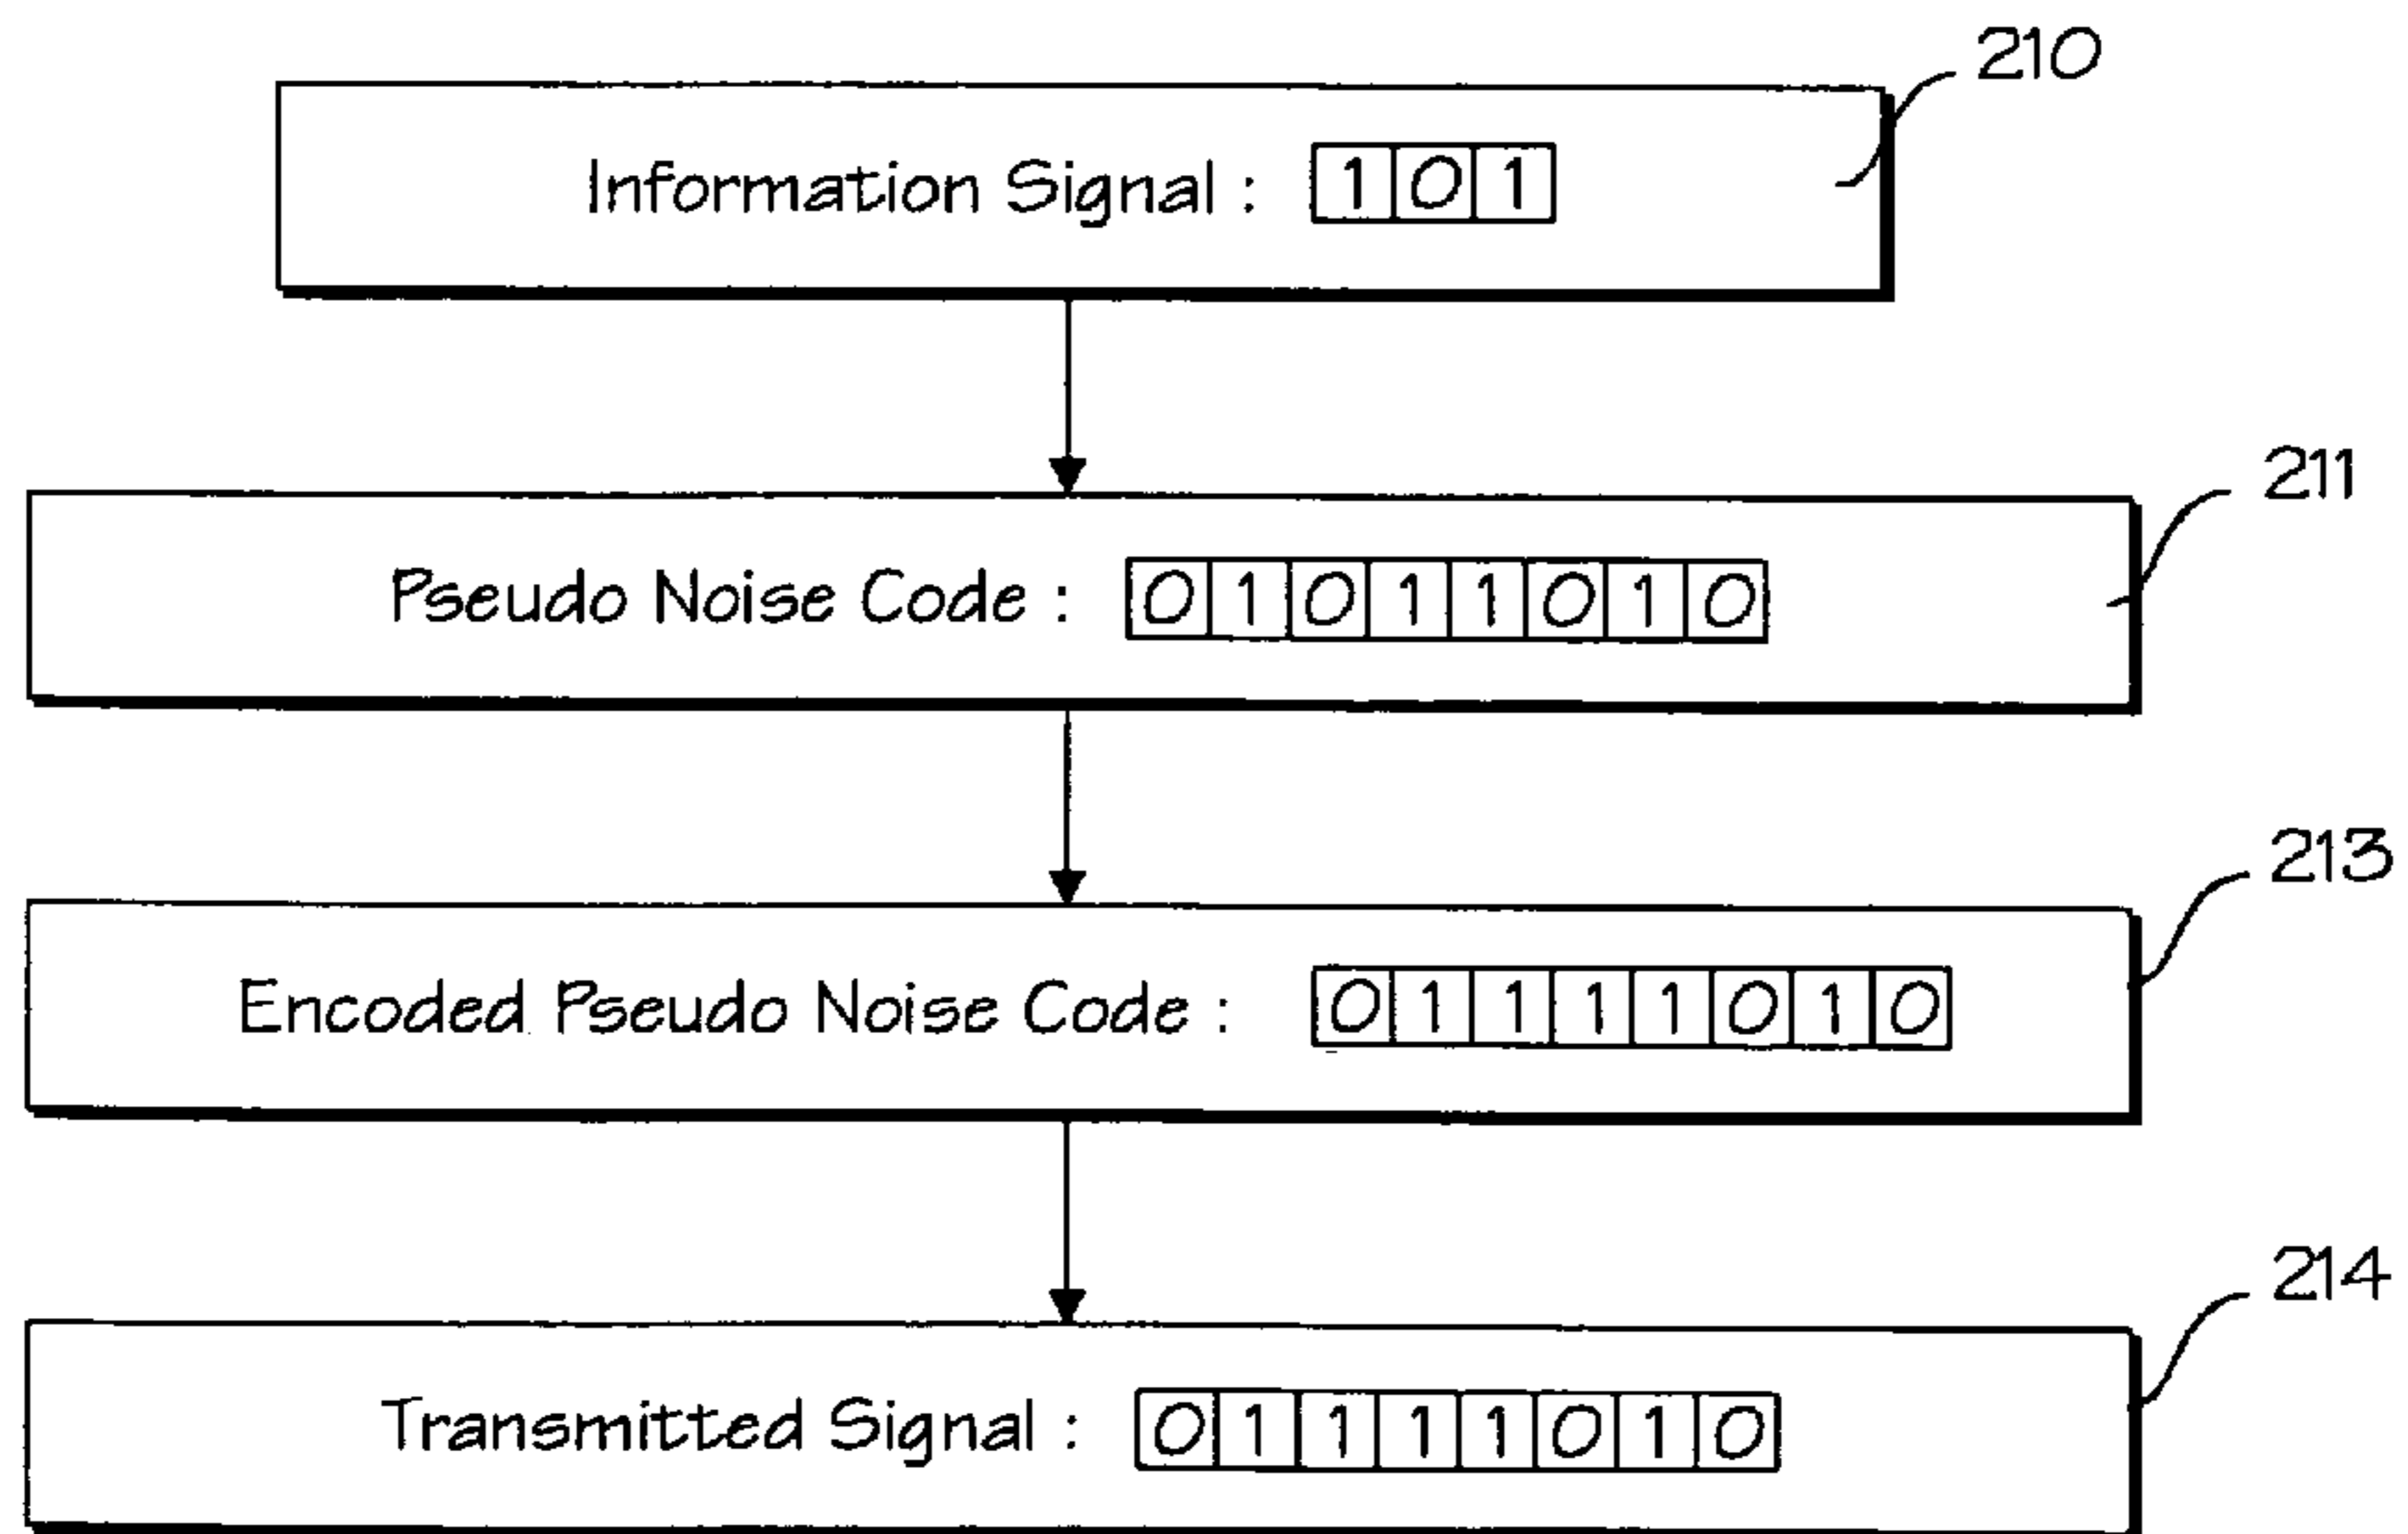 210
Information Signal : 1 0 1
211
Pseudo Noise Code : 0 1 0 1 1 0 1 0
213
Encoded Pseudo Noise Code : 0 1 1 1 1 0 1 0
214
Transmitted Signal : 0 1 1 1 1 0 1 0